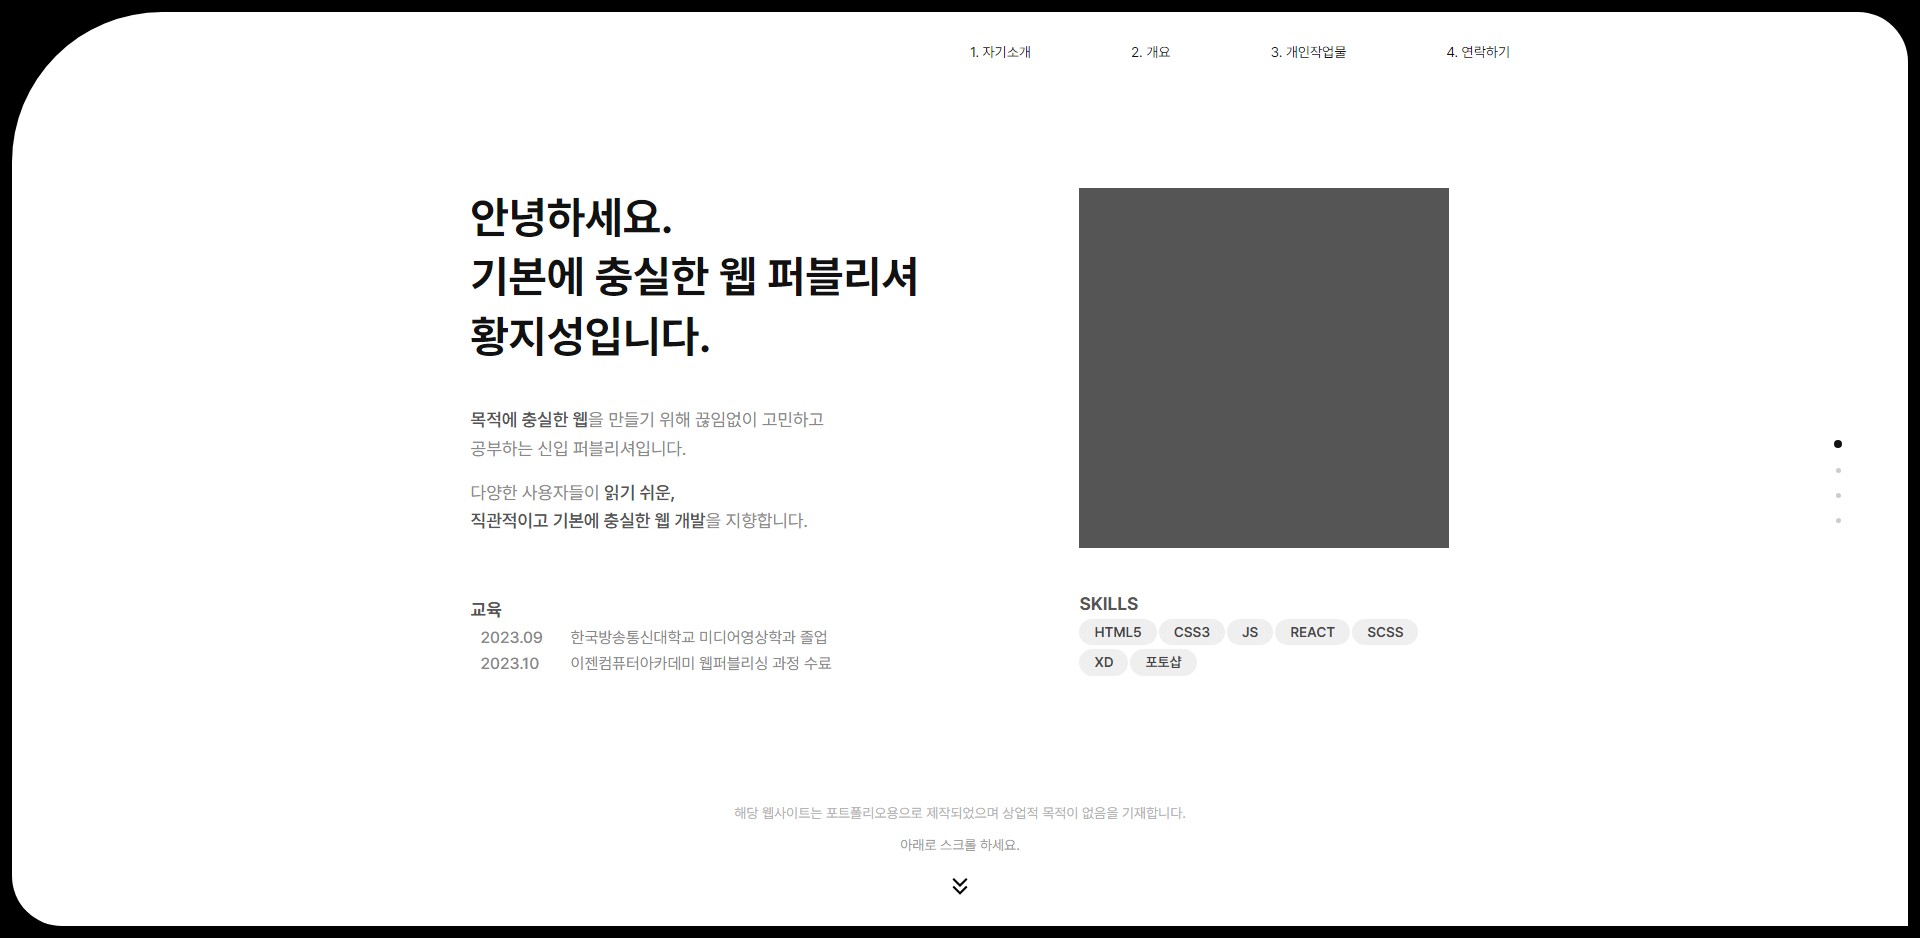 1. 자기소개 2. 개요 3. 개인작업물 4. 연락하기
안녕하세요.
기본에 충실한 웹 퍼블리셔
황지성입니다.
목적에 충실한 웹을 만들기 위해 끊임없이 고민하고
공부하는 신입 퍼블리셔입니다.
다양한 사용자들이 읽기 쉬운,
직관적이고 기본에 충실한 웹 개발을 지향합니다.
교육
2023.09 한국방송통신대학교 미디어영상학과 졸업
2023.10 이젠컴퓨터아카데미 웹퍼블리싱 과정 수료
SKILLS
HTML5 CSS3 JS REACT SCSS
XD 포토샵
해당 웹사이트는 포트폴리오용으로 제작되었으며 상업적 목적이 없음을 기재합니다.
아래로 스크롤 하세요.